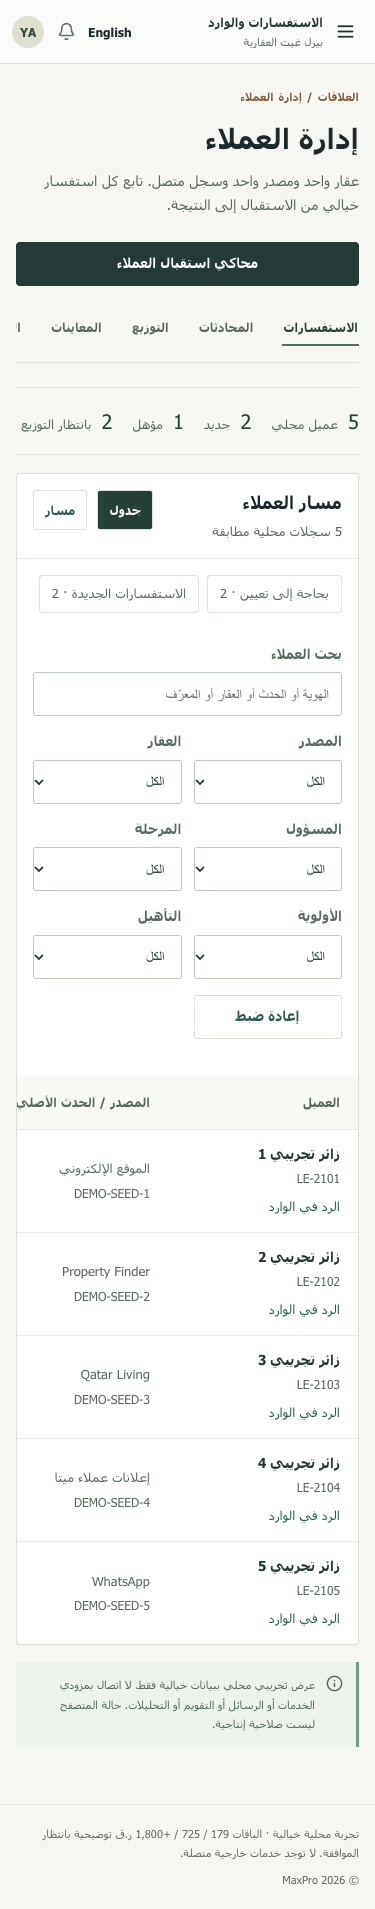 الاستفسارات والوارد
بيرل غيت العقارية
English
YA
العلاقات / إدارة العملاء
إدارة العملاء
عقار واحد ومصدر واحد وسجل متصل. تابع كل استفسار
خيالي من الاستقبال إلى النتيجة.
محاكي استقبال العملاء
الاستفسارات المحادثات التوزيع المعاينات
5 عميل محلي 2 جديد 1 مؤهل 2 بانتظار التوزيع
مسار العملاء
5 سجلات محلية مطابقة
جدول مسار
بحاجة إلى تعيين · 2 الاستفسارات الجديدة · 2
بحث العملاء
الهوية أو الحدث أو العقار أو المعرّف
المصدر العقار
الكل الكل
المسؤول المرحلة
الكل الكل
الأولوية التأهيل
الكل الكل
إعادة ضبط
العميل المصدر / الحدث الأصلي
زائر تجريبي 1
LE-2101
الرد في الوارد
الموقع الإلكتروني
DEMO-SEED-1
زائر تجريبي 2
LE-2102
الرد في الوارد
Property Finder
DEMO-SEED-2
زائر تجريبي 3
LE-2103
الرد في الوارد
Qatar Living
DEMO-SEED-3
زائر تجريبي 4
LE-2104
الرد في الوارد
إعلانات عملاء ميتا
DEMO-SEED-4
زائر تجريبي 5
LE-2105
الرد في الوارد
WhatsApp
DEMO-SEED-5
عرض تجريبي محلي ببيانات خيالية فقط. لا اتصال بمزودي
الخدمات أو الرسائل أو التقويم أو التحليلات. حالة المتصفح
ليست صلاحية إنتاجية.
تجربة محلية خيالية · الباقات 179 / 725 / +1,800 ر.ق توضيحية بانتظار
الموافقة. لا توجد خدمات خارجية متصلة.
© 2026 MaxPro